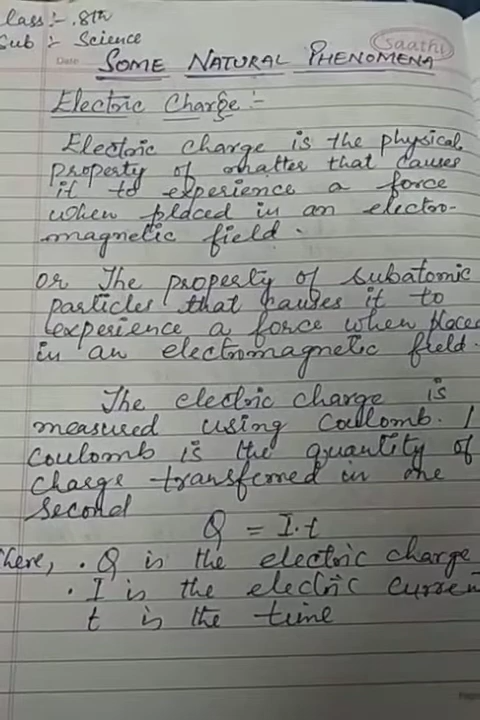 Class:- 8th
Sub :- Science
Saathi
Date
SOME NATURAL PHENOMENA
Electric Charge :-
Electric charge is the physical
property of matter that causes
it to experience a force
when placed in an electro-
magnetic field.
or The property of subatomic
particles that causes it to
experience a force when place
in an electromagnetic field.
The electric charge is
measured using Coulomb. 1
Coulomb is the quantity of
charge transferred in one
second
Q = I.t
here, . Q is the electric charge
. I is the electric curren
t is the time